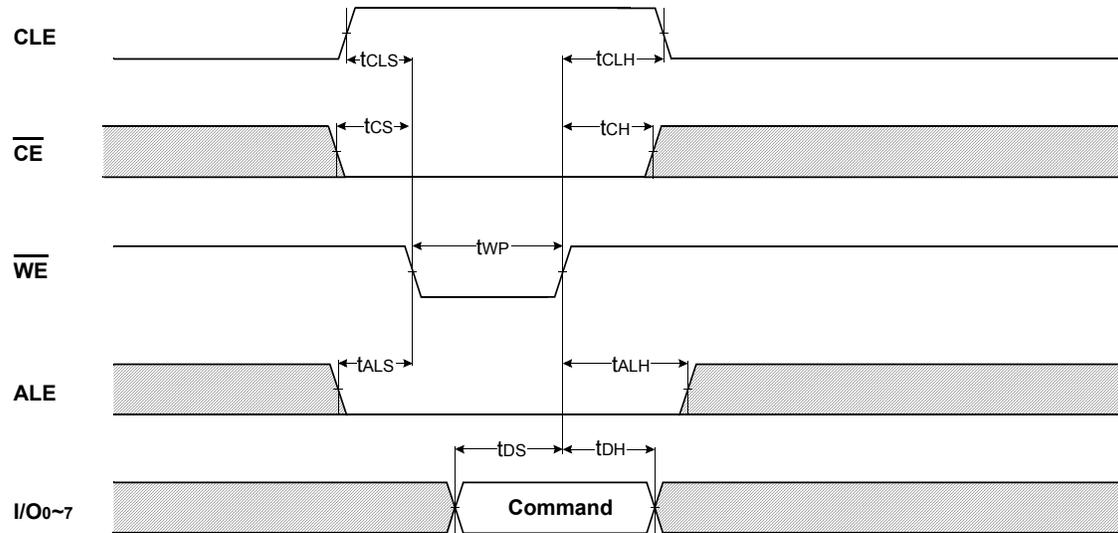 CLE
tCLS
tCLH
CE
tCS
tCH
WE
tWP
ALE
tALS
tALH
tDS
tDH
I/O0~7
Command